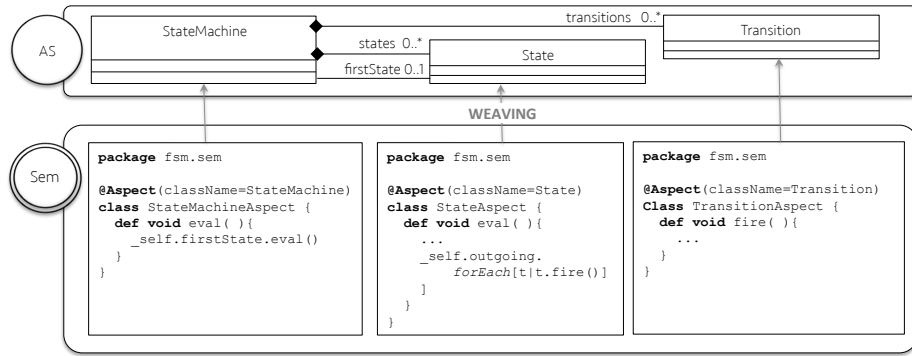 AS
StateMachine
transitions 0..*
Transition
states 0..*
State
firstState 0..1
WEAVING
Sem
package fsm.sem
@Aspect(className=StateMachine)
class StateMachineAspect {
def void eval( ){
_self.firstState.eval()
}
}
package fsm.sem
@Aspect(className=State)
class StateAspect {
def void eval( ){
...
_self.outgoing.
forEach[t|t.fire()]
]
}
}
package fsm.sem
@Aspect(className=Transition)
Class TransitionAspect {
def void fire( ){
...
}
}